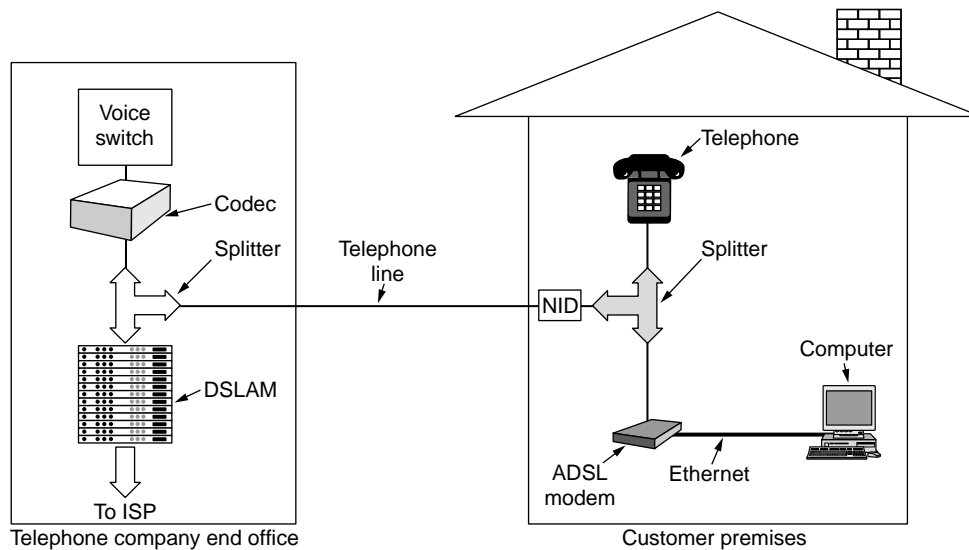 Voice
switch
Codec
Splitter
DSLAM
To ISP
Telephone company end office
Telephone
line
NID
Telephone
Splitter
Computer
ADSL
modem
Ethernet
Customer premises